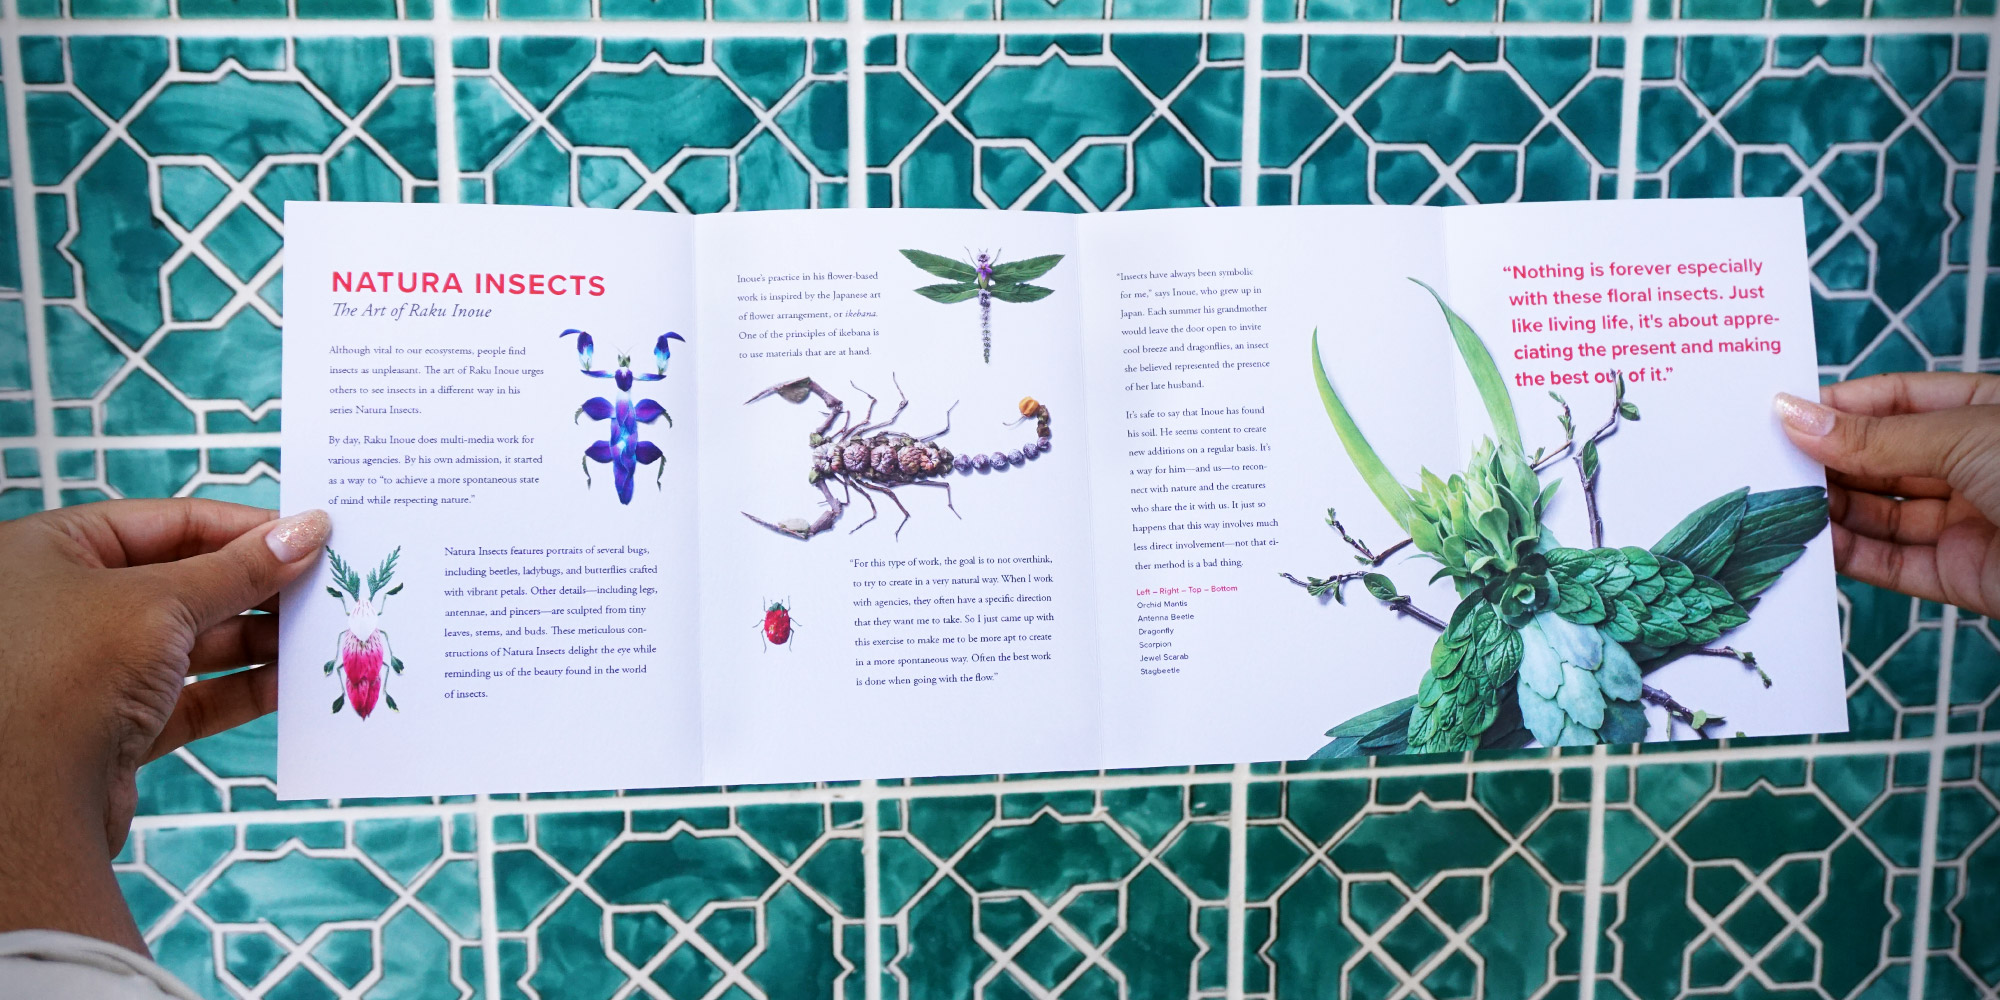 NATURA INSECTS
The Art of Raku Inoue
Although vital to our ecosystems, people find
insects as unpleasant. The art of Raku Inoue urges
others to see insects in a different way in his
series Natura Insects.
By day, Raku Inoue does multi-media work for
various agencies. By his own admission, it started
as a way to “to achieve a more spontaneous state
of mind while respecting nature.”
Natura Insects features portraits of several bugs,
including beetles, ladybugs, and butterflies crafted
with vibrant petals. Other details—including legs,
antennae, and pincers—are sculpted from tiny
leaves, stems, and buds. These meticulous con-
structions of Natura Insects delight the eye while
reminding us of the beauty found in the world
of insects.
Inoue's practice in his flower-based
work is inspired by the Japanese art
of flower arrangement, or ikebana.
One of the principles of ikebana is
to use materials that are at hand.
“For this type of work, the goal is to not overthink,
to try to create in a very natural way. When I work
with agencies, they often have a specific direction
that they want me to take. So I just came up with
this exercise to make me to be more apt to create
in a more spontaneous way. Often the best work
is done when going with the flow.”
“Insects have always been symbolic
for me,” says Inoue, who grew up in
Japan. Each summer his grandmother
would leave the door open to invite
cool breeze and dragonflies, an insect
she believed represented the presence
of her late husband.
It's safe to say that Inoue has found
his soil. He seems content to create
new additions on a regular basis. It's
a way for him—and us—to recon-
nect with nature and the creatures
who share the it with us. It just so
happens that this way involves much
less direct involvement—not that ei-
ther method is a bad thing.
Left – Right – Top – Bottom
Orchid Mantis
Antenna Beetle
Dragonfly
Scorpion
Jewel Scarab
Stagbeetle
“Nothing is forever especially
with these floral insects. Just
like living life, it's about appre-
ciating the present and making
the best out of it.”